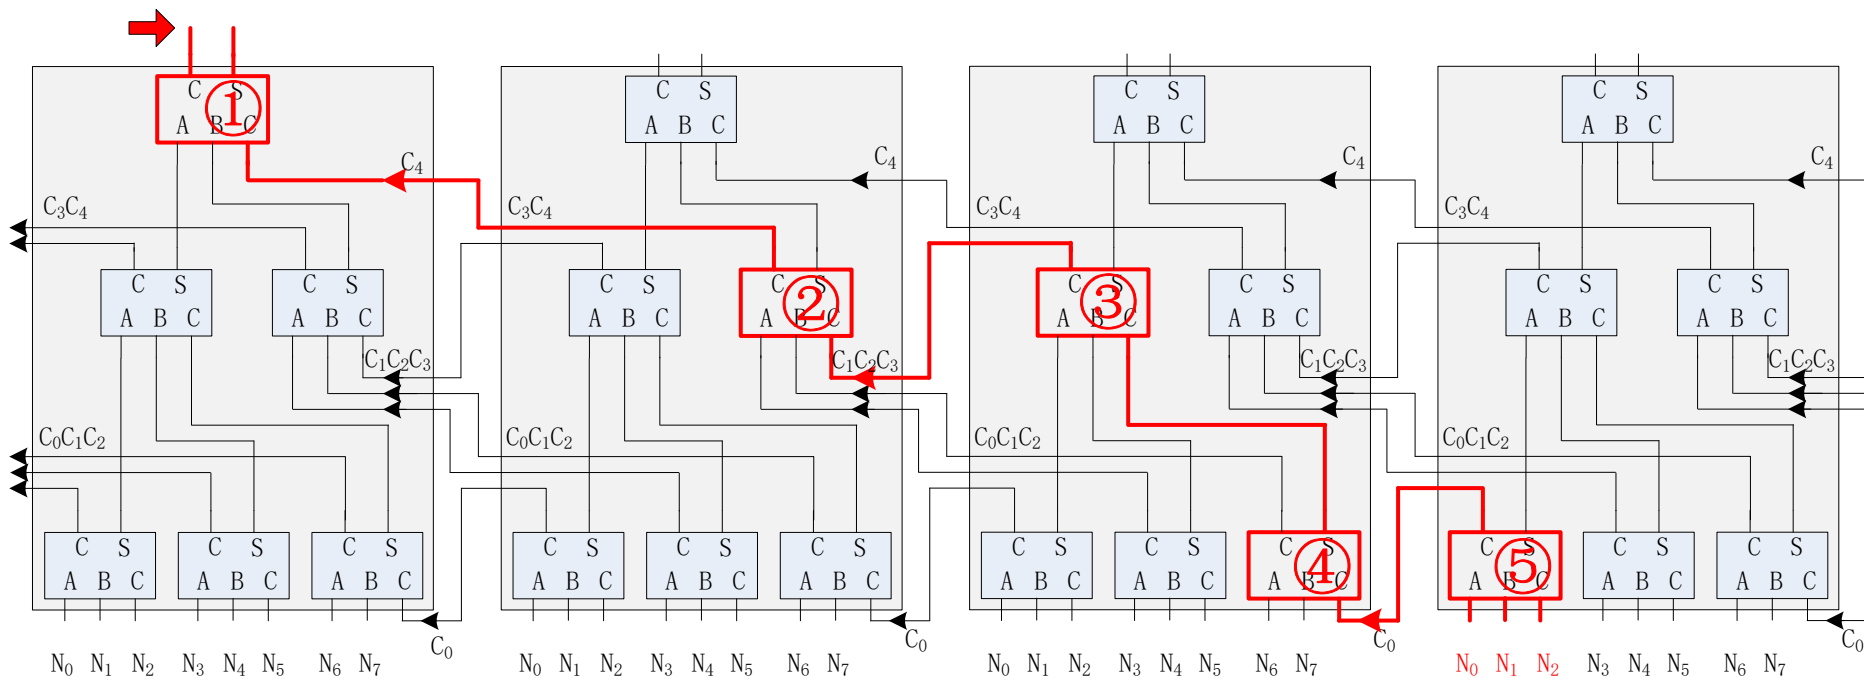 C S C S C S C S
A B C A B C A B C A B C
① 
C₄ C₄ C₄ C₄
C₃C₄ C₃C₄ C₃C₄ C₃C₄
C S C S C S C S C S C S C S C S
② ③
A B C A B C A B C A B C A B C A B C A B C A B C
C₁C₂C₃ C₁C₂C₃ C₁C₂C₃ C₁C₂C₃
C₀C₁C₂ C₀C₁C₂ C₀C₁C₂ C₀C₁C₂
C S C S C S C S C S C S C S C S C S C S C S C S
④ ⑤
A B C A B C A B C A B C A B C A B C A B C A B C A B C A B C A B C A B C
C₀ C₀ C₀ C₀
N₀ N₁ N₂ N₃ N₄ N₅ N₆ N₇ N₀ N₁ N₂ N₃ N₄ N₅ N₆ N₇ N₀ N₁ N₂ N₃ N₄ N₅ N₆ N₇ N₀ N₁ N₂ N₃ N₄ N₅ N₆ N₇